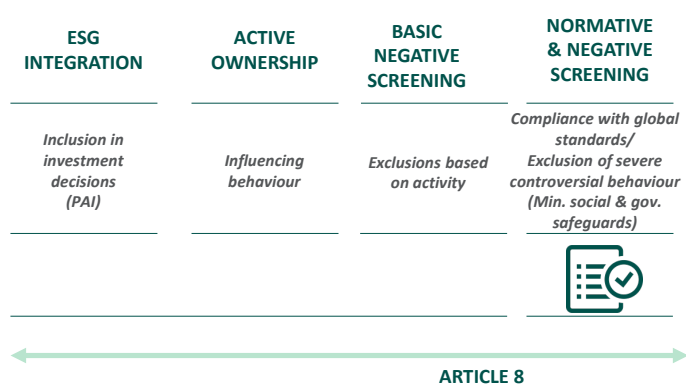 ESG
INTEGRATION
ACTIVE
OWNERSHIP
BASIC
NEGATIVE
SCREENING
NORMATIVE
& NEGATIVE
SCREENING
Inclusion in
investment
decisions
(PAI)
Influencing
behaviour
Exclusions based
on activity
Compliance with global
standards/
Exclusion of severe
controversial behaviour
(Min. social & gov.
safeguards)
ARTICLE 8